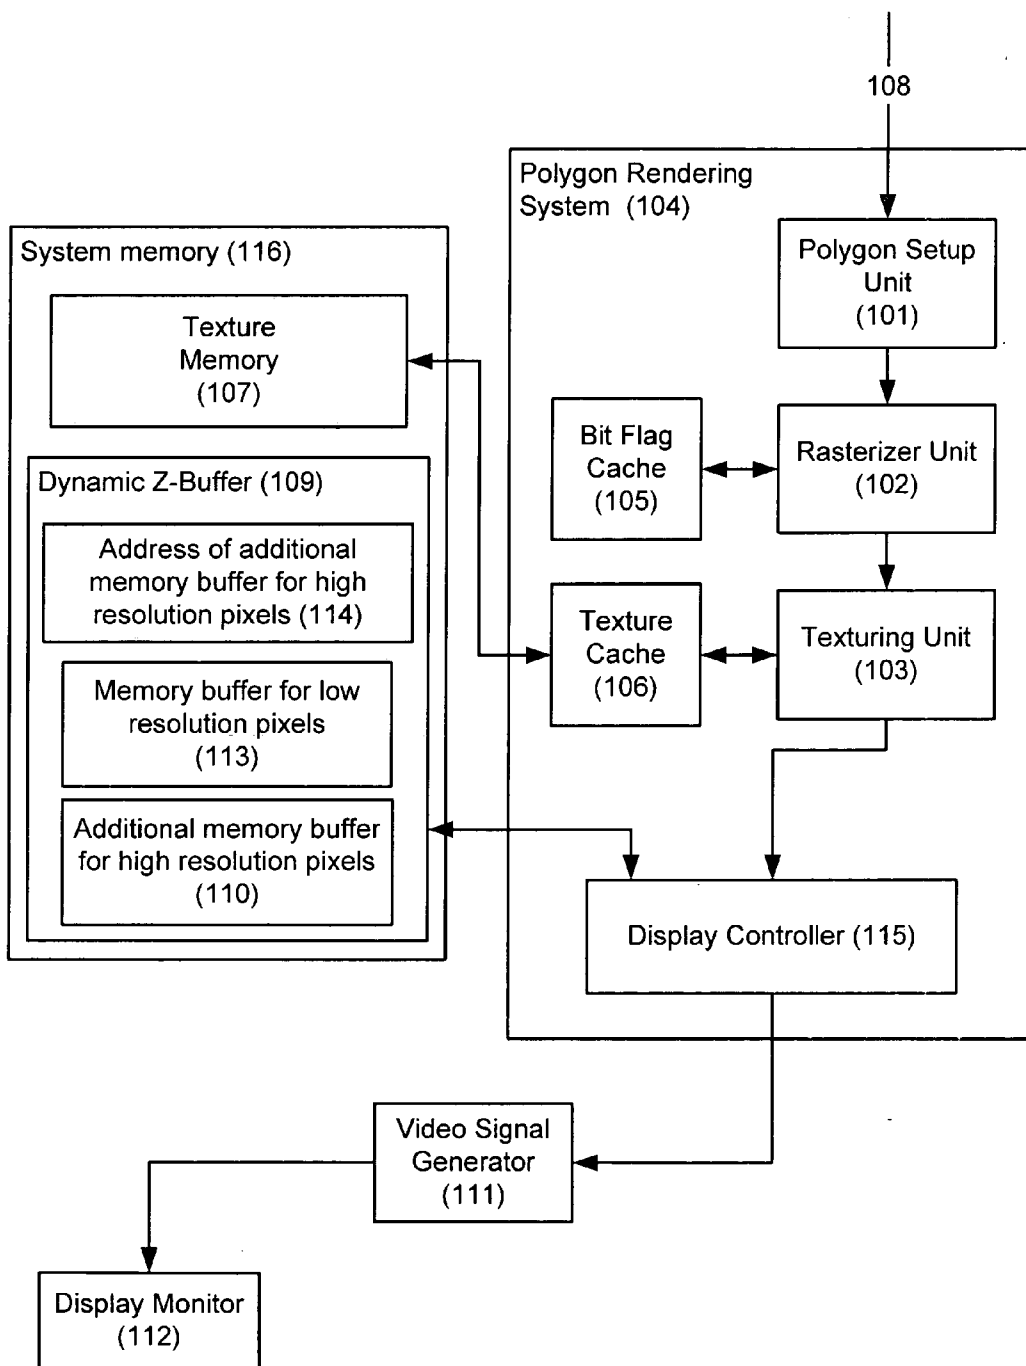 108
Polygon Rendering
System (104)
Polygon Setup
Unit
(101)
System memory (116)
Texture
Memory
(107)
Bit Flag
Cache
(105)
Rasterizer Unit
(102)
Dynamic Z-Buffer (109)
Address of additional
memory buffer for high
resolution pixels (114)
Texture
Cache
(106)
Texturing Unit
(103)
Memory buffer for low
resolution pixels
(113)
Additional memory buffer
for high resolution pixels
(110)
Display Controller (115)
Video Signal
Generator
(111)
Display Monitor
(112)